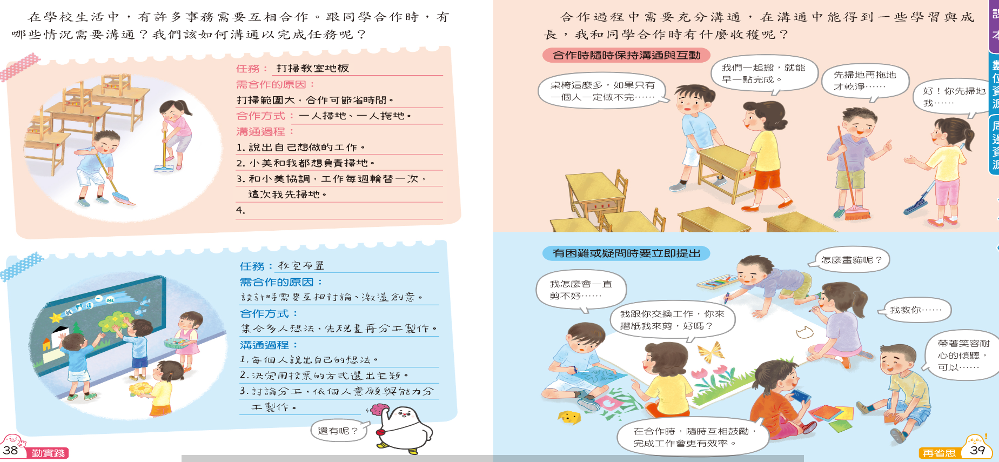 在學校生活中，有許多事務需要互相合作。跟同學合作時，有
哪些情況需要溝通？我們該如何溝通以完成任務呢？
任務： 打掃教室地板
需合作的原因：
打掃範圍大，合作可節省時間。
合作方式：一人掃地、一人拖地。
溝通過程：
1. 說出自己想做的工作。
2. 小美和我都想負責掃地。
3. 和小美協調，工作每週輪替一次，
這次我先掃地。
4.
我們這一班
任務：教室布置
需合作的原因：
設計時需要互相討論、激盪創意。
合作方式：
集合多人想法，先規畫再分工製作。
溝通過程：
1. 每個人說出自己的想法。
2. 決定用投票的方式選出主題。
3. 討論分工，依個人意願與能力分
工製作。
還有呢？
38 勤實踐
合作過程中需要充分溝通，在溝通中能得到一些學習與成
長，我和同學合作時有什麼收穫呢？
合作時隨時保持溝通與互動
桌椅這麼多，如果只有
一個人一定做不完……
我們一起搬，就能
早一點完成。
先掃地再拖地
才乾淨……
好！你先掃地
我……
有困難或疑問時要立即提出
我怎麼會一直
剪不好……
我跟你交換工作，你來
摺紙我來剪，好嗎？
怎麼畫貓呢？
我教你……
帶著笑容耐
心的傾聽，
可以……
在合作時，隨時互相鼓勵，
完成工作會更有效率。
再省思 39
課本
數位資源
周邊資源